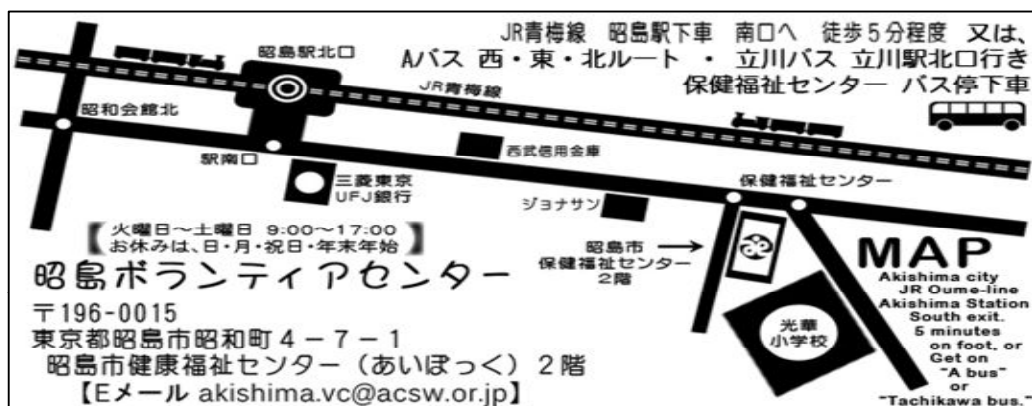 JR青梅線 昭島駅下車 南口へ 徒歩5分程度 又は、
Aバス 西・東・北ルート ・ 立川バス 立川駅北口行き
保健福祉センター バス停下車
昭島駅北口
JR青梅線
昭和会館北
駅南口
西武信用金庫
三菱東京
UFJ銀行
ジョナサン
保健福祉センター
昭島市
保健福祉センター
2階
光華
小学校
【火曜日~土曜日 9:00~17:00
お休みは、日・月・祝日・年末年始】
昭島ボランティアセンター
〒196-0015
東京都昭島市昭和町4-7-1
昭島市健康福祉センター(あいぽっく)2階
【Eメール akishima.vc@acsw.or.jp】
MAP
Akishima city
JR Oume-line
Akishima Station
South exit.
5 minutes
on foot, or
Get on
"A bus"
or
"Tachikawa bus."